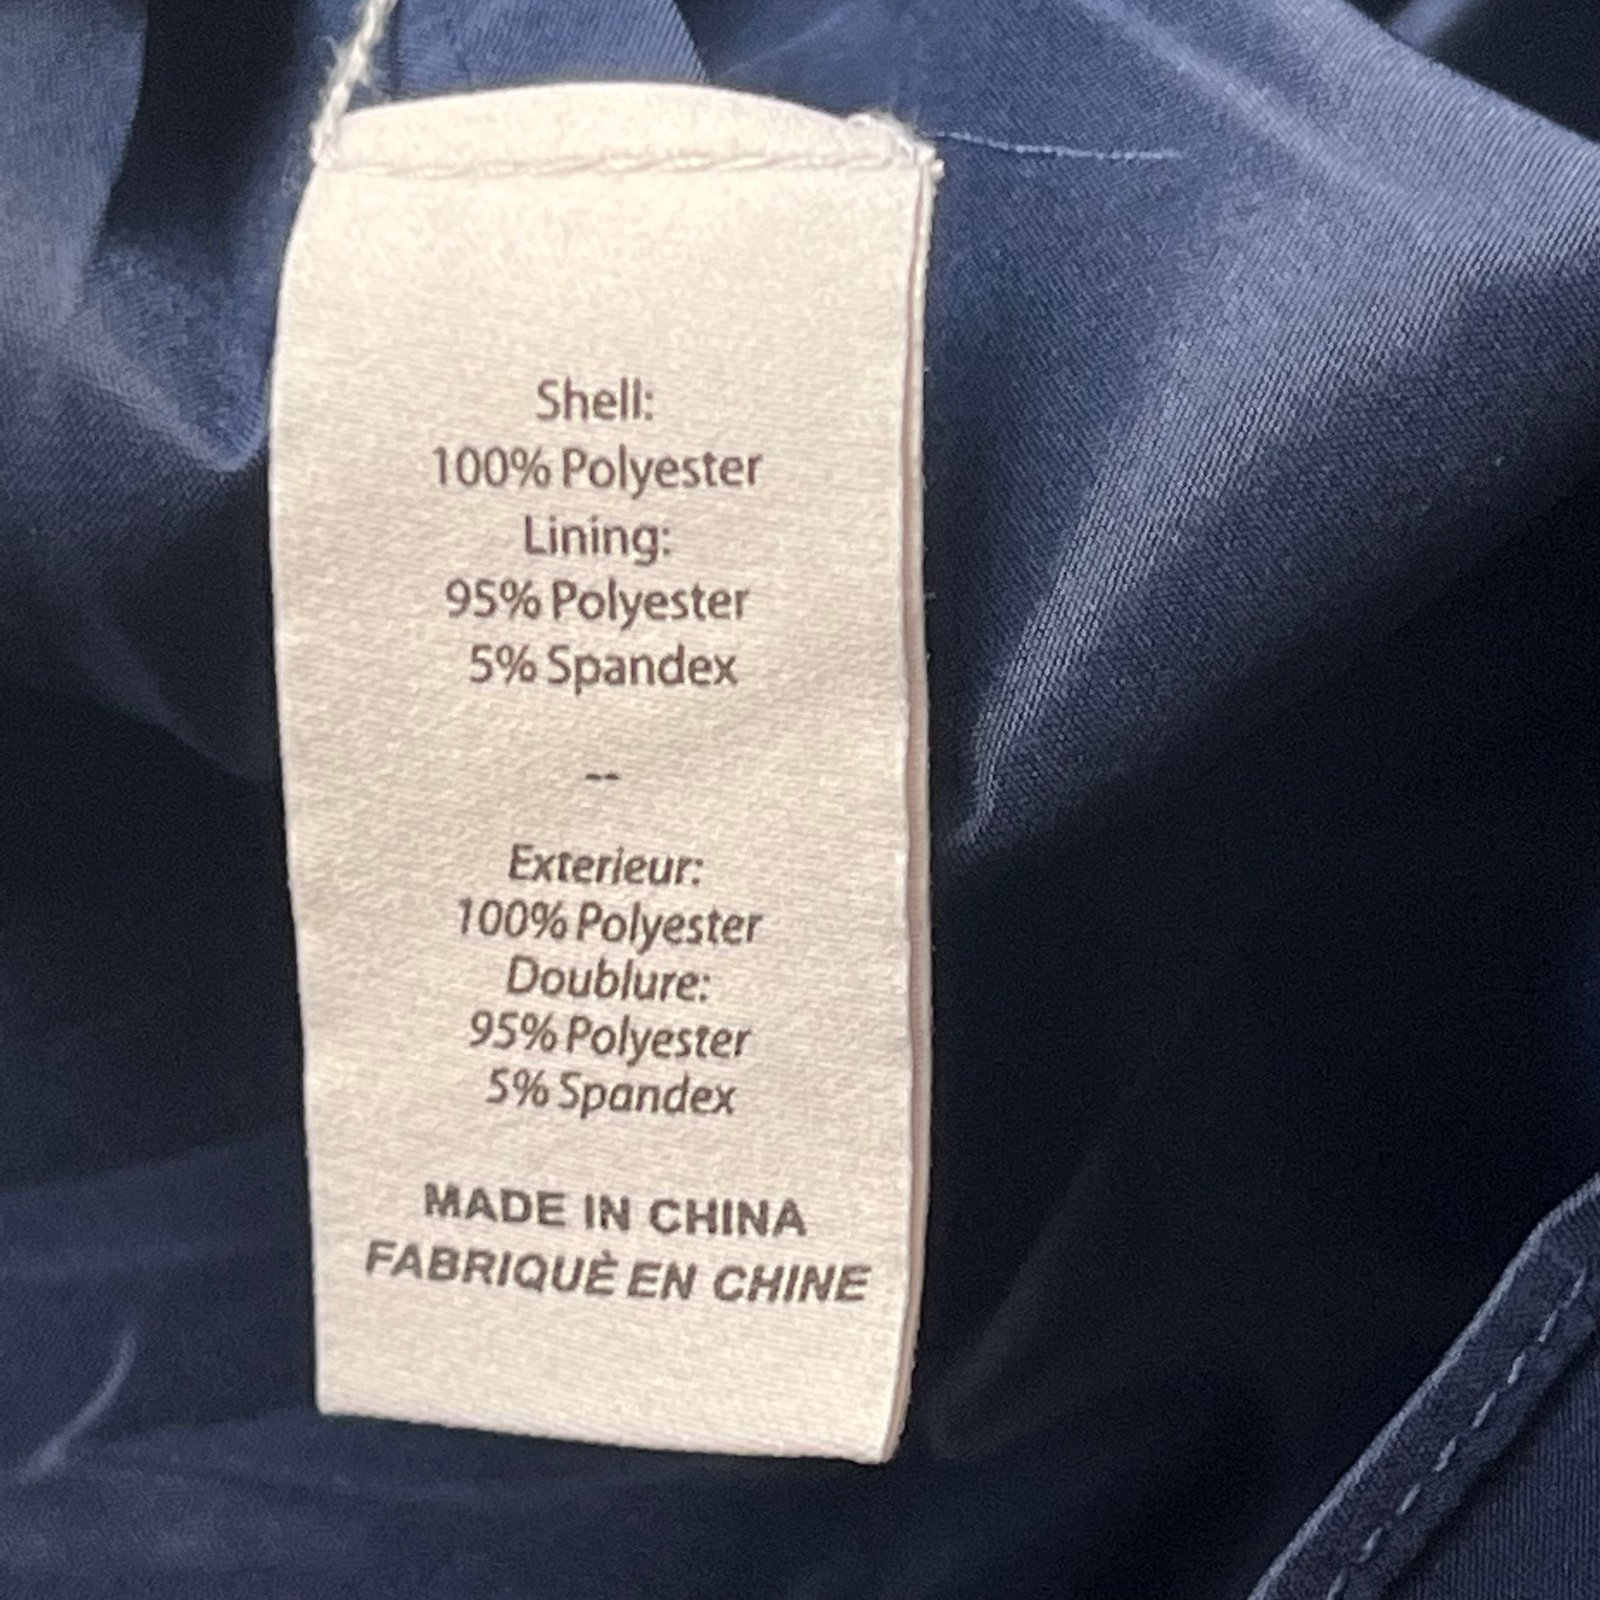 Shell:
100% Polyester
Lining:
95% Polyester
5% Spandex
--
Exterieur:
100% Polyester
Doublure:
95% Polyester
5% Spandex
MADE IN CHINA
FABRIQUÈ EN CHINE